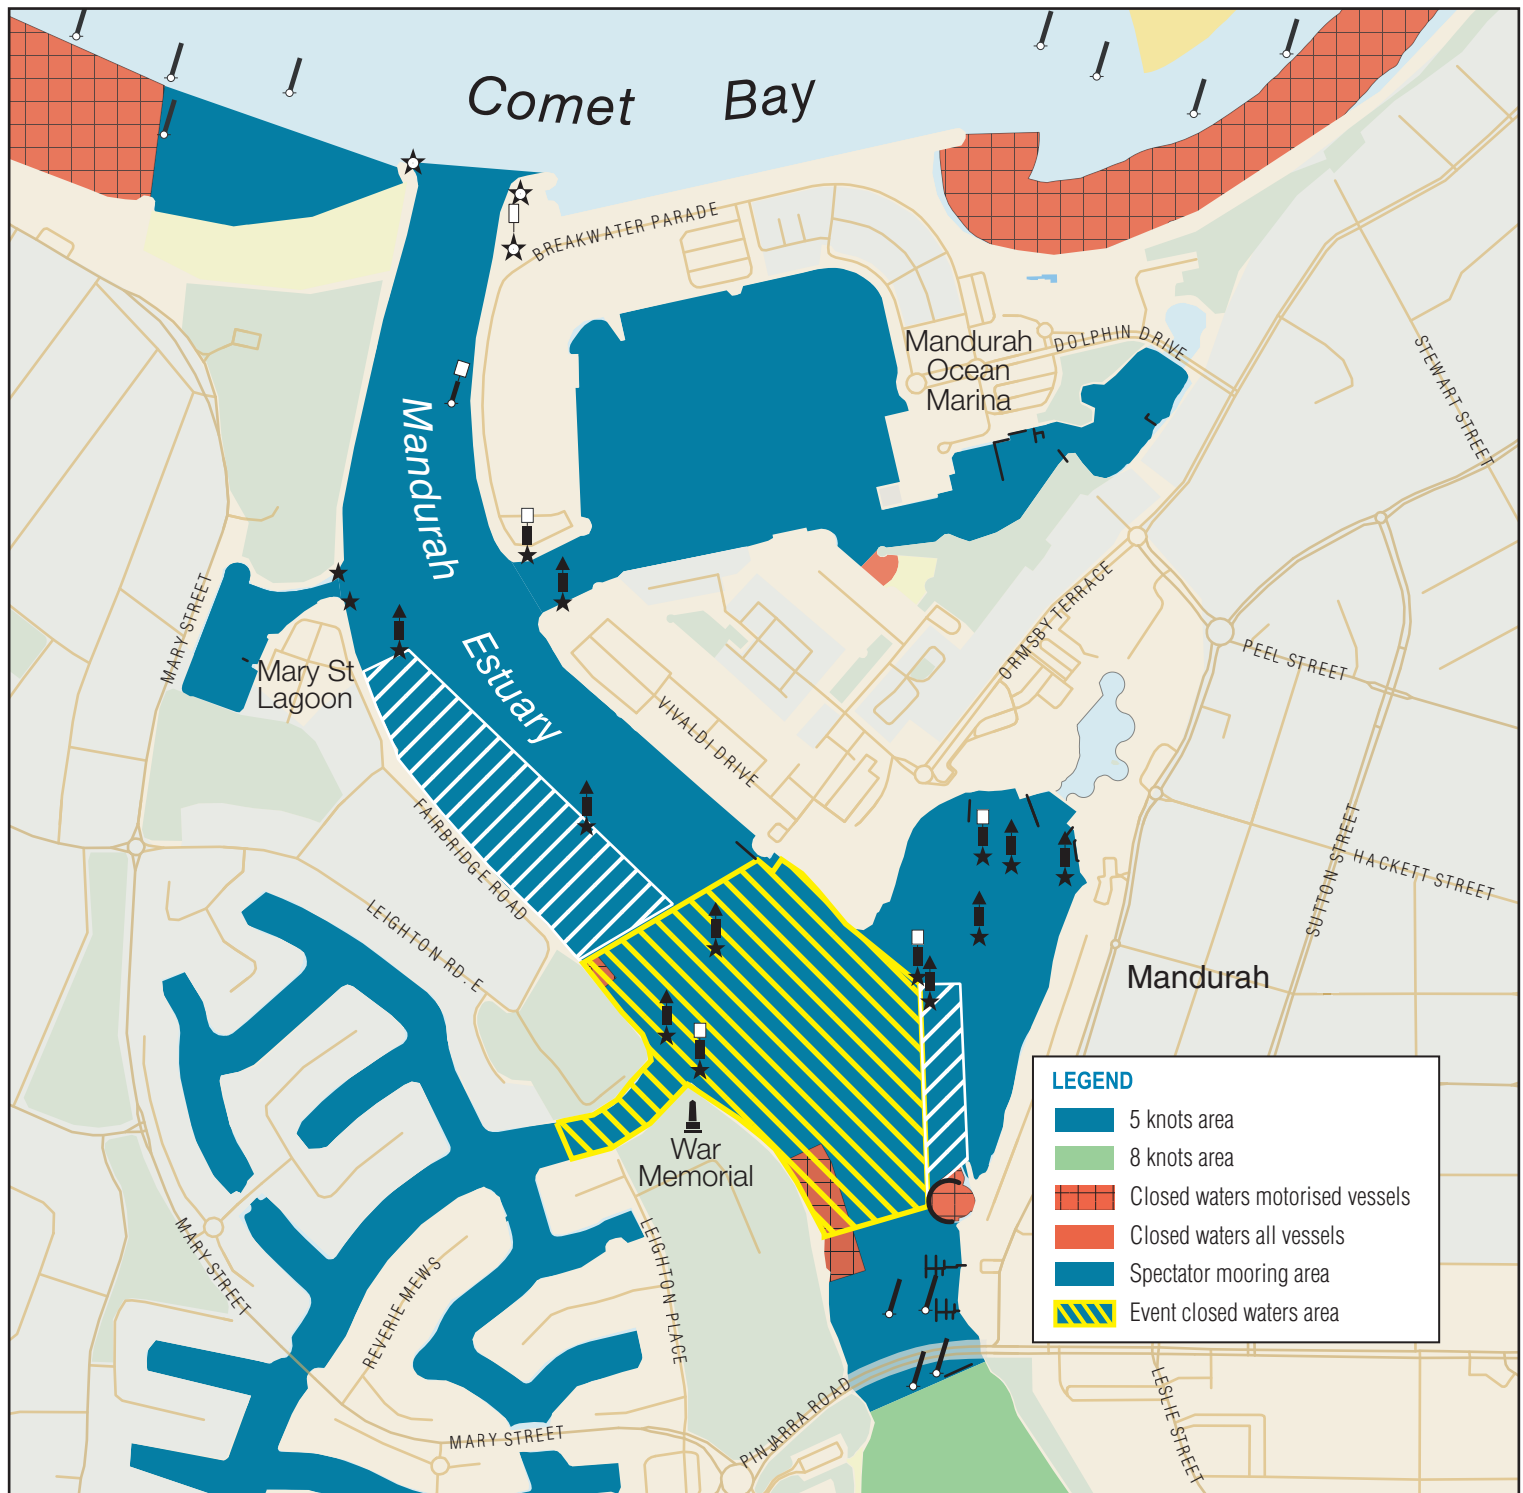 Comet Bay
BREAKWATER PARADE
Mandurah
Ocean
Marina
DOLPHIN DRIVE
STEWART STREET
Mandurah
Estuary
MARY STREET
Mary St
Lagoon
ORMSBY TERRACE
PEEL STREET
VIVALDI DRIVE
FAIRBRIDGE ROAD
SUTTON STREET
HACKETT STREET
LEIGHTON RD. E
Mandurah
War
Memorial
LEGEND
5 knots area
8 knots area
Closed waters motorised vessels
Closed waters all vessels
Spectator mooring area
Event closed waters area
MARY STREET
REVERIE MEWS
LEIGHTON PLACE
PINJARRA ROAD
LESLIE STREET
MARY STREET